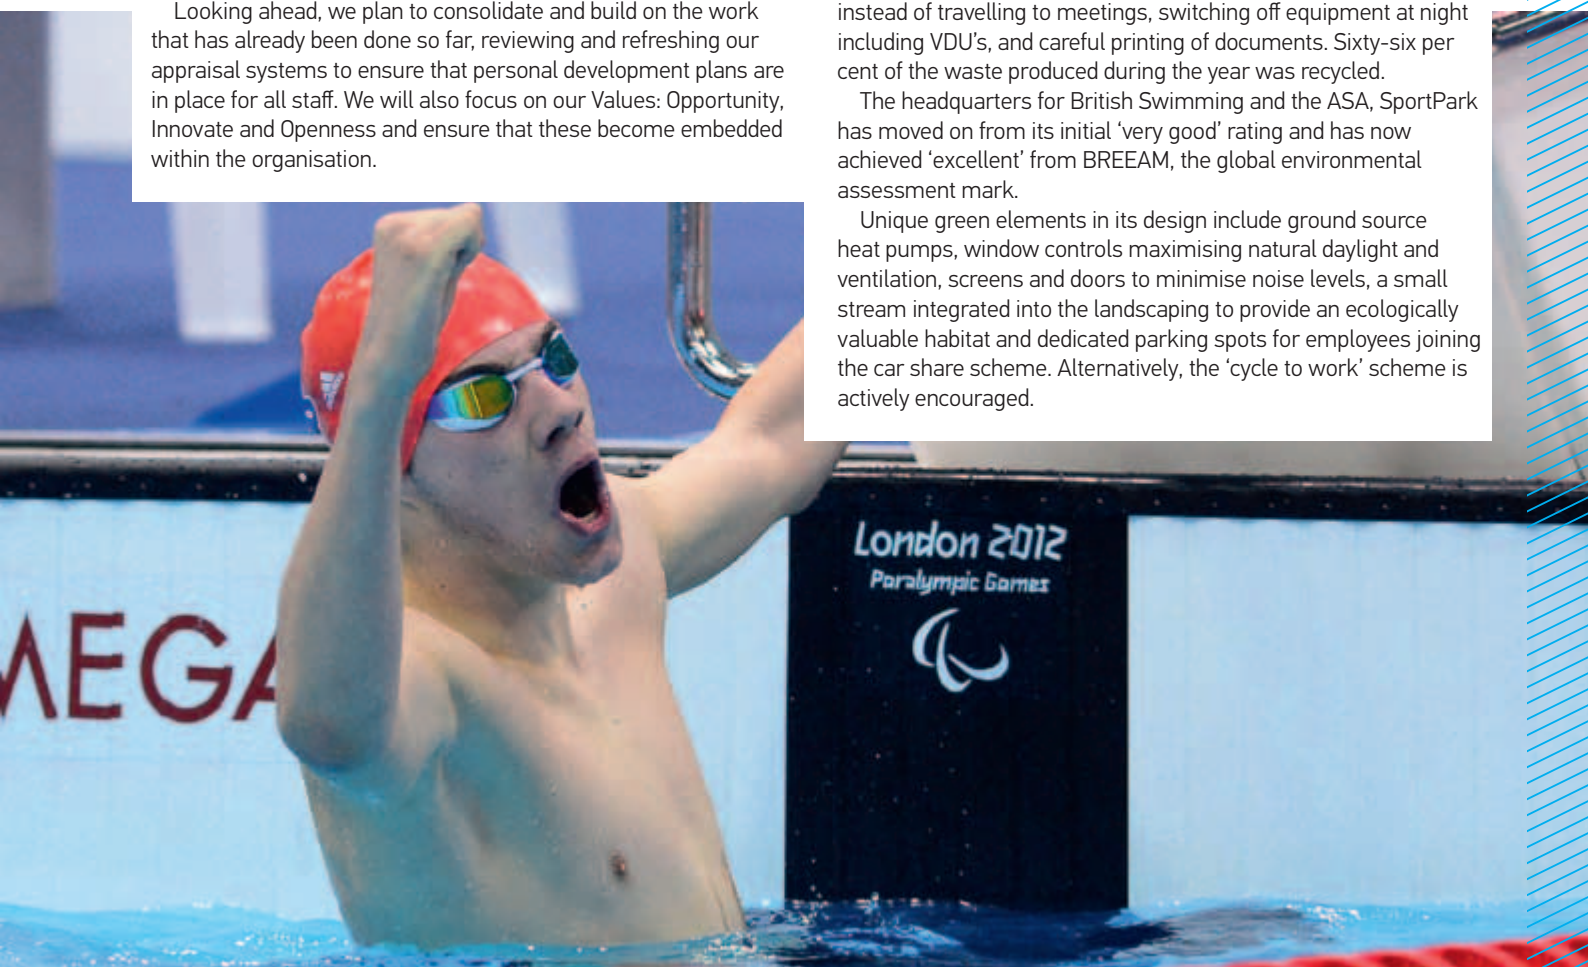 Looking ahead, we plan to consolidate and build on the work
that has already been done so far, reviewing and refreshing our
appraisal systems to ensure that personal development plans are
in place for all staff. We will also focus on our Values: Opportunity,
Innovate and Openness and ensure that these become embedded
within the organisation.
instead of travelling to meetings, switching off equipment at night
including VDU's, and careful printing of documents. Sixty-six per
cent of the waste produced during the year was recycled.
The headquarters for British Swimming and the ASA, SportPark
has moved on from its initial ‘very good’ rating and has now
achieved ‘excellent’ from BREEAM, the global environmental
assessment mark.
Unique green elements in its design include ground source
heat pumps, window controls maximising natural daylight and
ventilation, screens and doors to minimise noise levels, a small
stream integrated into the landscaping to provide an ecologically
valuable habitat and dedicated parking spots for employees joining
the car share scheme. Alternatively, the ‘cycle to work’ scheme is
actively encouraged.
London 2012
Paralympic Games
MEGA